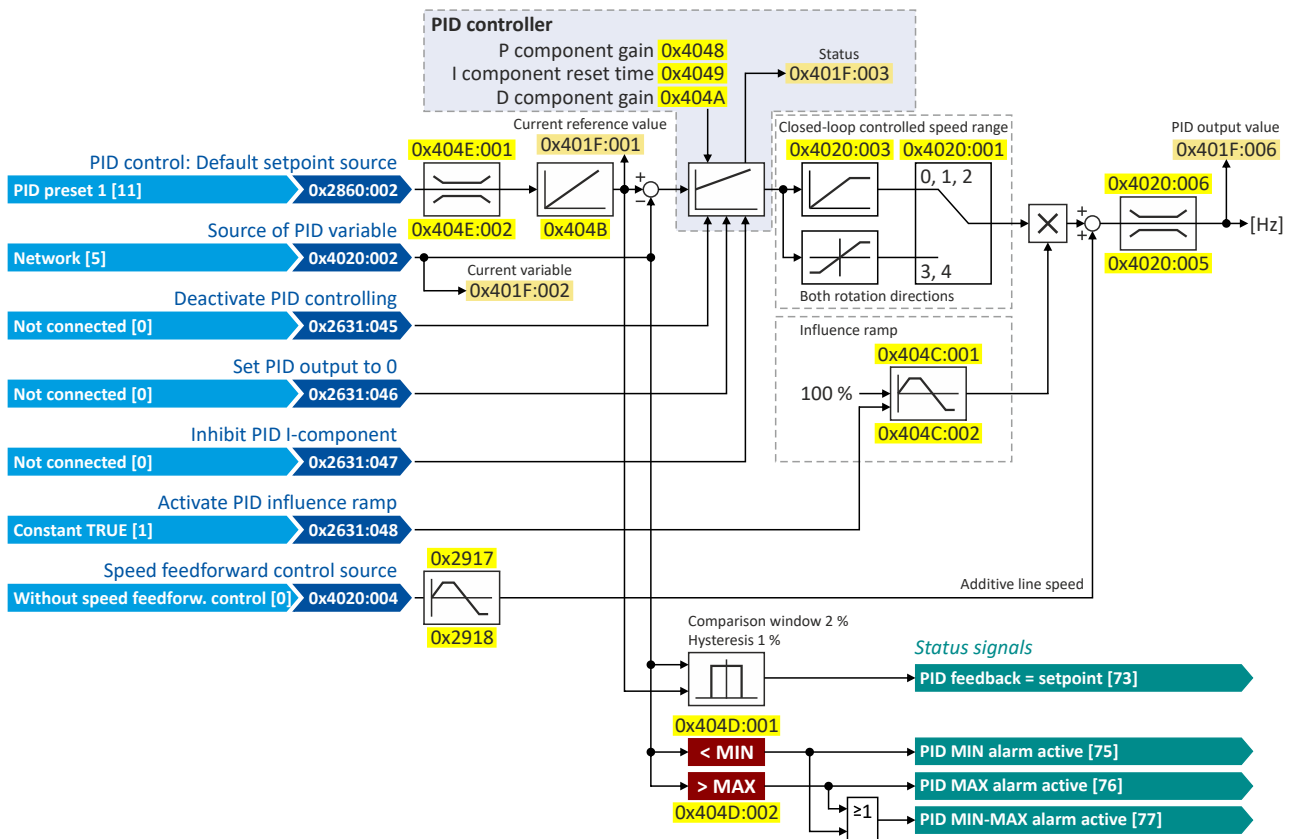 PID controller
P component gain 0x4048
I component reset time 0x4049
D component gain 0x404A
Status
0x401F:003
Current reference value
0x401F:001
Closed-loop controlled speed range
0x4020:003 0x4020:001
0, 1, 2
3, 4
Both rotation directions
PID output value
0x401F:006
PID control: Default setpoint source
PID preset 1 [11] 0x2860:002
0x404E:001
0x404E:002
0x404B
+
−
×
+
+
0x4020:006
0x4020:005
[Hz]
Source of PID variable
Network [5] 0x4020:002
Current variable
0x401F:002
Deactivate PID controlling
Not connected [0] 0x2631:045
Influence ramp
0x404C:001
100 %
0x404C:002
Set PID output to 0
Not connected [0] 0x2631:046
Inhibit PID I-component
Not connected [0] 0x2631:047
Activate PID influence ramp
Constant TRUE [1] 0x2631:048
Speed feedforward control source
Without speed feedforw. control [0] 0x4020:004
0x2917
0x2918
Additive line speed
Comparison window 2 %
Hysteresis 1 %
Status signals
PID feedback = setpoint [73]
0x404D:001
< MIN
PID MIN alarm active [75]
> MAX
PID MAX alarm active [76]
0x404D:002
≥1
PID MIN-MAX alarm active [77]